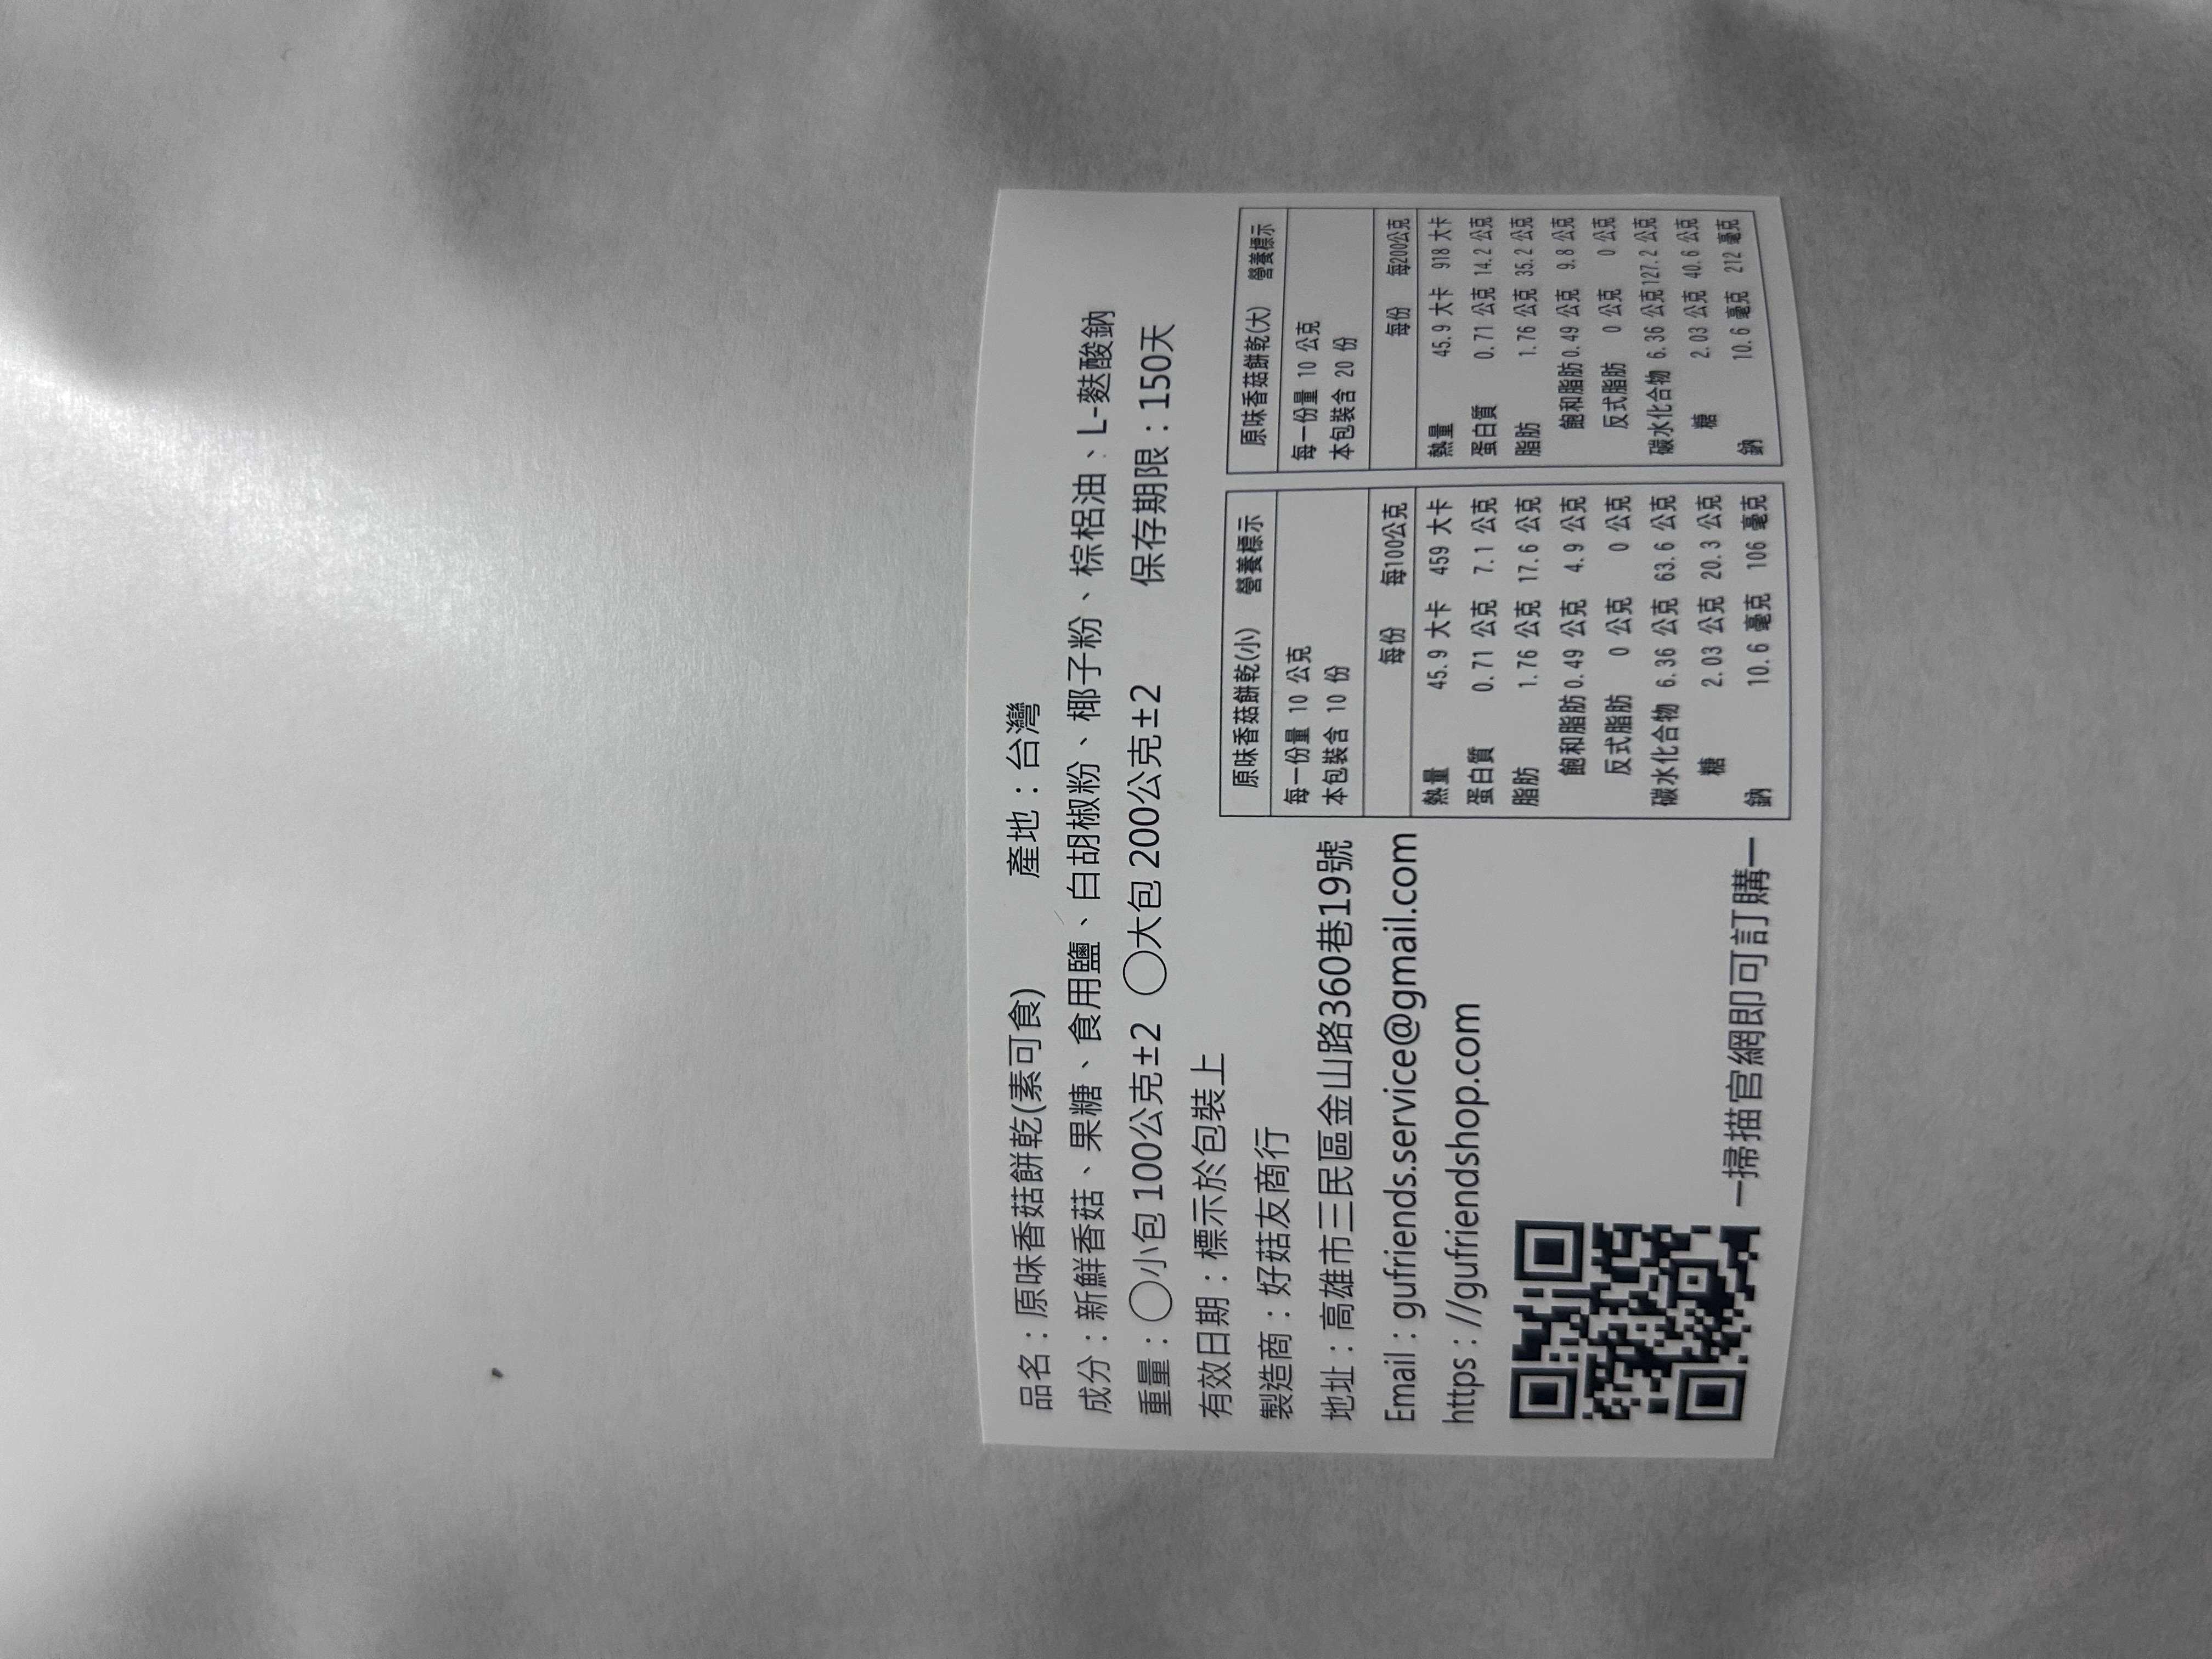 品名：原味香菇餅乾(素可食) 產地：台灣
成分：新鮮香菇、果糖、食用鹽、白胡椒粉、椰子粉、棕梠油、L-麩酸鈉
重量：◯小包 100公克±2 ◯大包 200公克±2 保存期限：150天
有效日期：標示於包裝上
製造商：好菇友商行
地址：高雄市三民區金山路360巷19號
Email：gufriends.service@gmail.com
https：//gufriendshop.com
—掃描官網即可訂購—
原味香菇餅乾(小) 營養標示
每一份量 10 公克
本包裝含 10 份
每份 每100公克
熱量 45.9 大卡 459 大卡
蛋白質 0.71 公克 7.1 公克
脂肪 1.76 公克 17.6 公克
飽和脂肪 0.49 公克 4.9 公克
反式脂肪 0 公克 0 公克
碳水化合物 6.36 公克 63.6 公克
糖 2.03 公克 20.3 公克
鈉 10.6 毫克 106 毫克
原味香菇餅乾(大) 營養標示
每一份量 10 公克
本包裝含 20 份
每份 每200公克
熱量 45.9 大卡 918 大卡
蛋白質 0.71 公克 14.2 公克
脂肪 1.76 公克 35.2 公克
飽和脂肪 0.49 公克 9.8 公克
反式脂肪 0 公克 0 公克
碳水化合物 6.36 公克 127.2 公克
糖 2.03 公克 40.6 公克
鈉 10.6 毫克 212 毫克